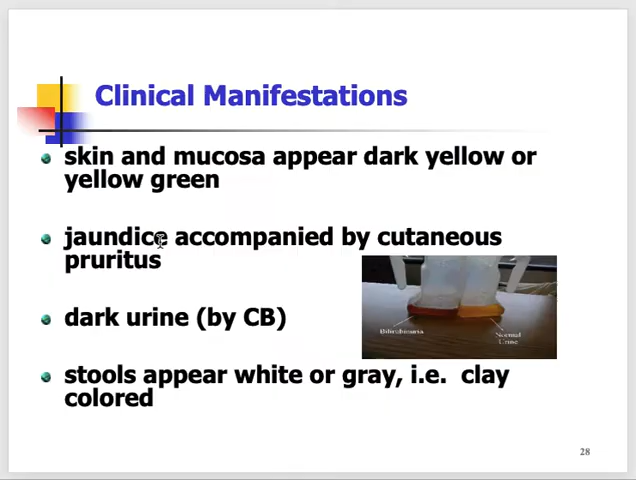 Clinical Manifestations
skin and mucosa appear dark yellow or
yellow green
jaundice accompanied by cutaneous
pruritus
dark urine (by CB)
Bilirubinuria
Normal
Urine
stools appear white or gray, i.e. clay
colored
28